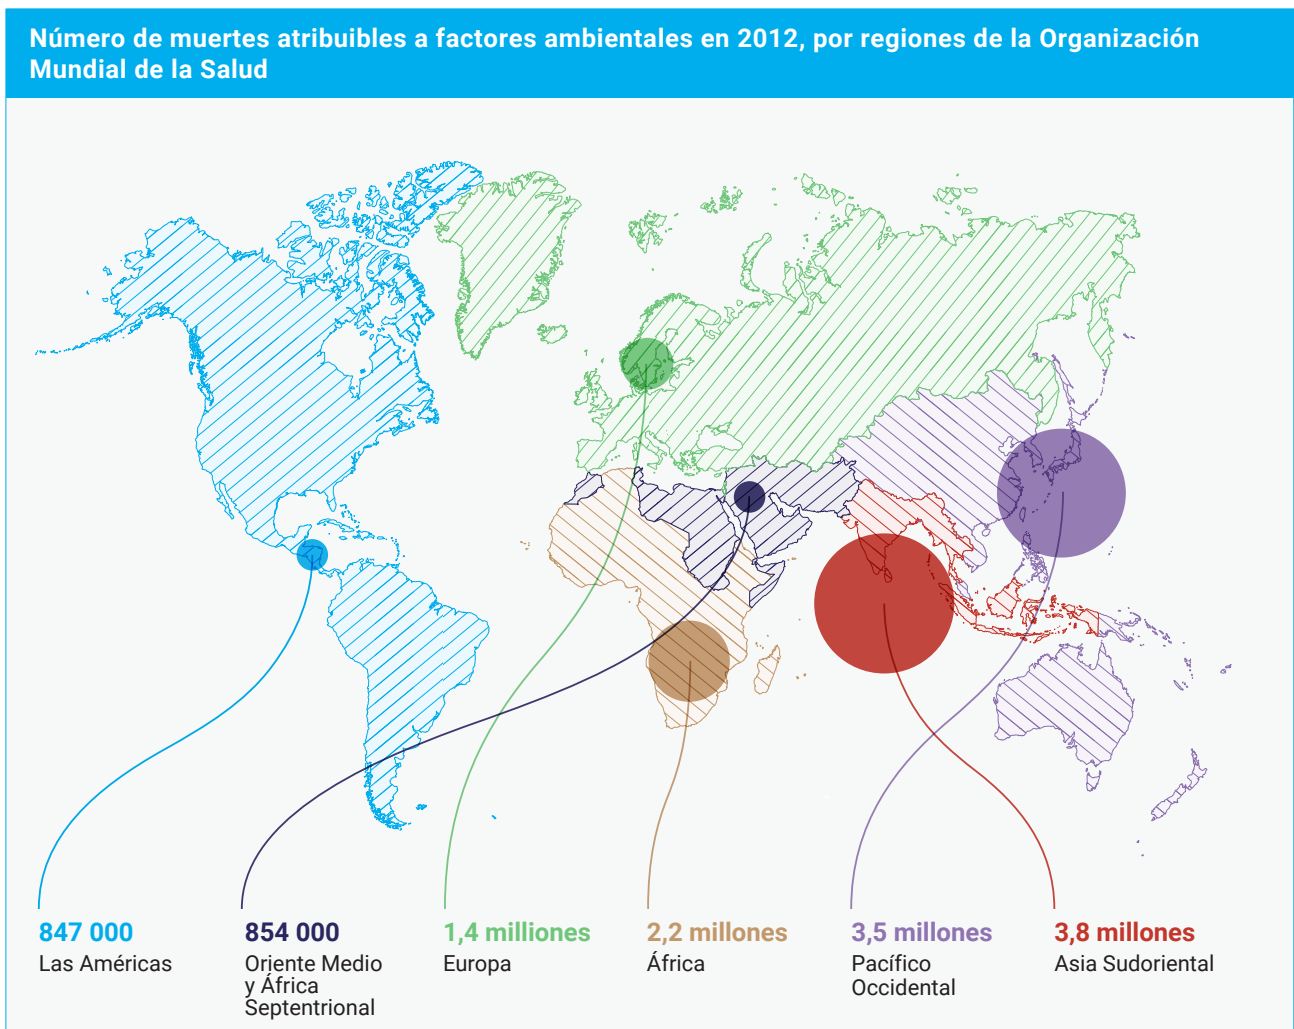 Número de muertes atribuibles a factores ambientales en 2012, por regiones de la Organización
Mundial de la Salud
847 000
Las Américas
854 000
Oriente Medio
y África
Septentrional
1,4 milliones
Europa
2,2 millones
África
3,5 millones
Pacífico
Occidental
3,8 millones
Asia Sudoriental